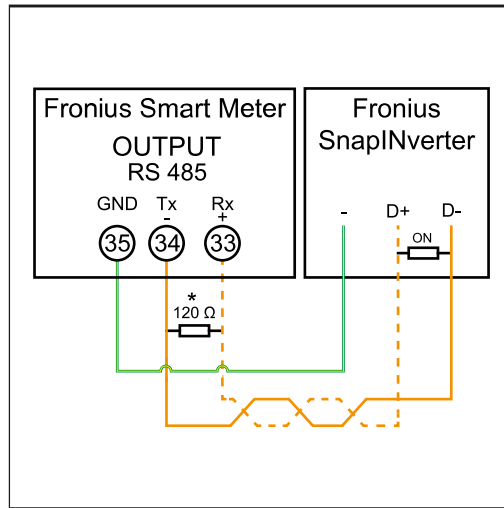 Fronius Smart Meter
OUTPUT
RS 485
GND Tx Rx
- +
35 34 33
*
120 Ω
Fronius
SnapINverter
- D+ D-
ON